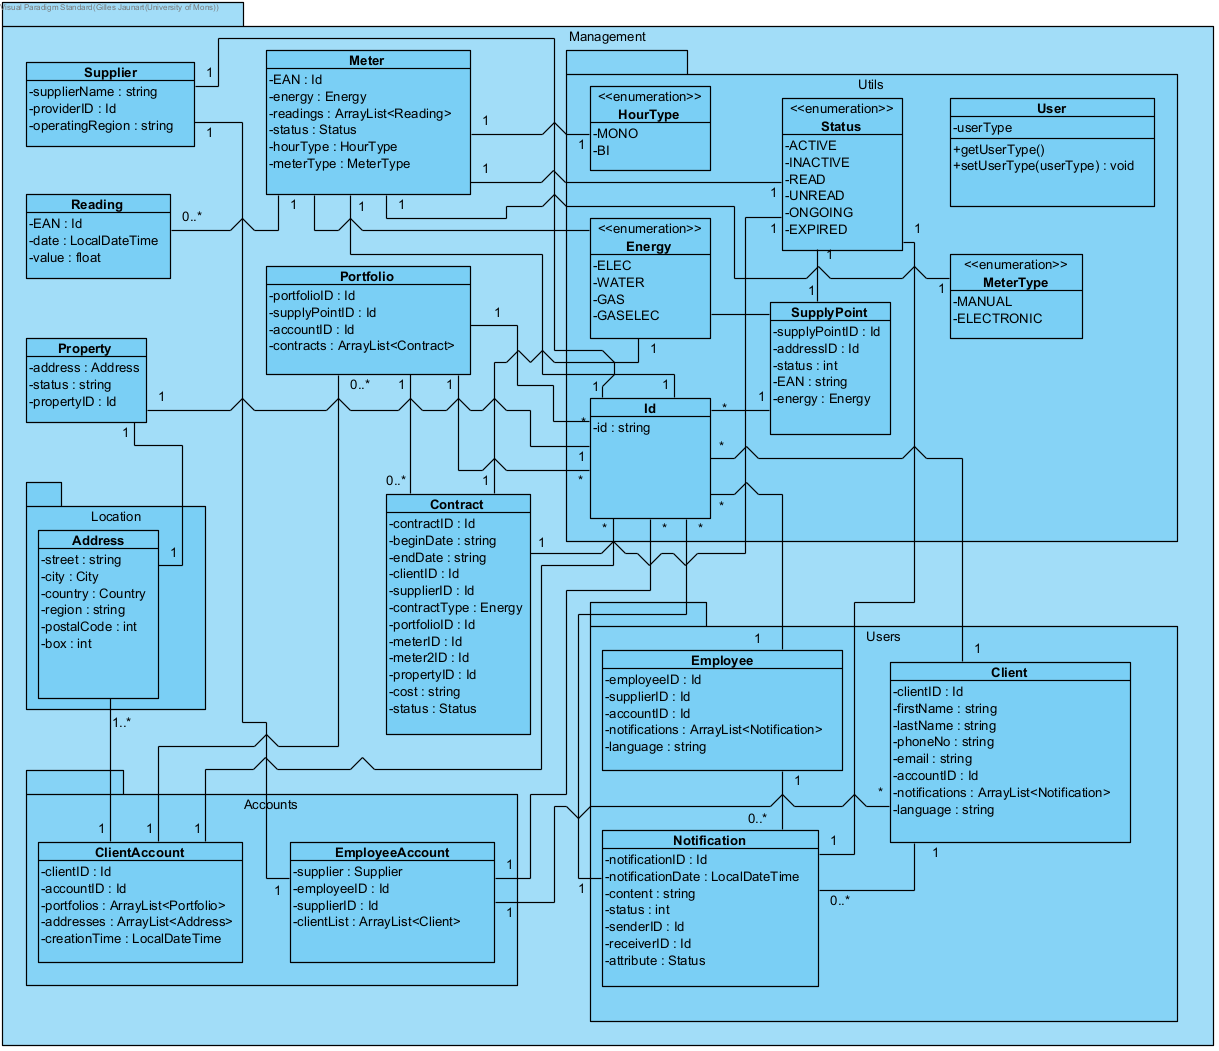 Visual Paradigm Standard(Gilles Jaunart(University of Mons))
Management
Supplier
-supplierName : string
-providerID : Id
-operatingRegion : string
1
1
Meter
-EAN : Id
-energy : Energy
-readings : ArrayList<Reading>
-status : Status
-hourType : HourType
-meterType : MeterType
1
1
1
1
1
Utils
<<enumeration>>
HourType
-MONO
-BI
1
<<enumeration>>
Status
-ACTIVE
-INACTIVE
-READ
-UNREAD
-ONGOING
-EXPIRED
1
1
1
1
User
-userType
+getUserType()
+setUserType(userType) : void
Reading
-EAN : Id
-date : LocalDateTime
-value : float
0..*
<<enumeration>>
Energy
-ELEC
-WATER
-GAS
-GASELEC
1
<<enumeration>>
MeterType
-MANUAL
-ELECTRONIC
1
Portfolio
-portfolioID : Id
-supplyPointID : Id
-accountID : Id
-contracts : ArrayList<Contract>
1
0..*
1
1
SupplyPoint
-supplyPointID : Id
-addressID : Id
-status : int
-EAN : string
-energy : Energy
1
1
Property
-address : Address
-status : string
-propertyID : Id
1
1
Id
-id : string
1
1
*
1
*
*
*
*
*
*
*
Location
Address
-street : string
-city : City
-country : Country
-region : string
-postalCode : int
-box : int
1
1..*
Contract
-contractID : Id
-beginDate : string
-endDate : string
-clientID : Id
-supplierID : Id
-contractType : Energy
-portfolioID : Id
-meterID : Id
-meter2ID : Id
-propertyID : Id
-cost : string
-status : Status
0..*
1
1
Users
Employee
-employeeID : Id
-supplierID : Id
-accountID : Id
-notifications : ArrayList<Notification>
-language : string
1
1
Client
-clientID : Id
-firstName : string
-lastName : string
-phoneNo : string
-email : string
-accountID : Id
-notifications : ArrayList<Notification>
-language : string
1
*
1
Notification
-notificationID : Id
-notificationDate : LocalDateTime
-content : string
-status : int
-senderID : Id
-receiverID : Id
-attribute : Status
0..*
1
1
0..*
Accounts
ClientAccount
-clientID : Id
-accountID : Id
-portfolios : ArrayList<Portfolio>
-addresses : ArrayList<Address>
-creationTime : LocalDateTime
1
1
1
EmployeeAccount
-supplier : Supplier
-employeeID : Id
-supplierID : Id
-clientList : ArrayList<Client>
1
1
1